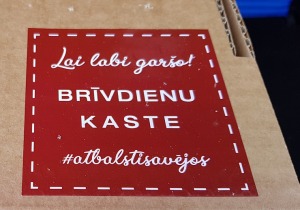 Lai labi garšo!
BRĪVDIENU
KASTE
#atbalstisavējos